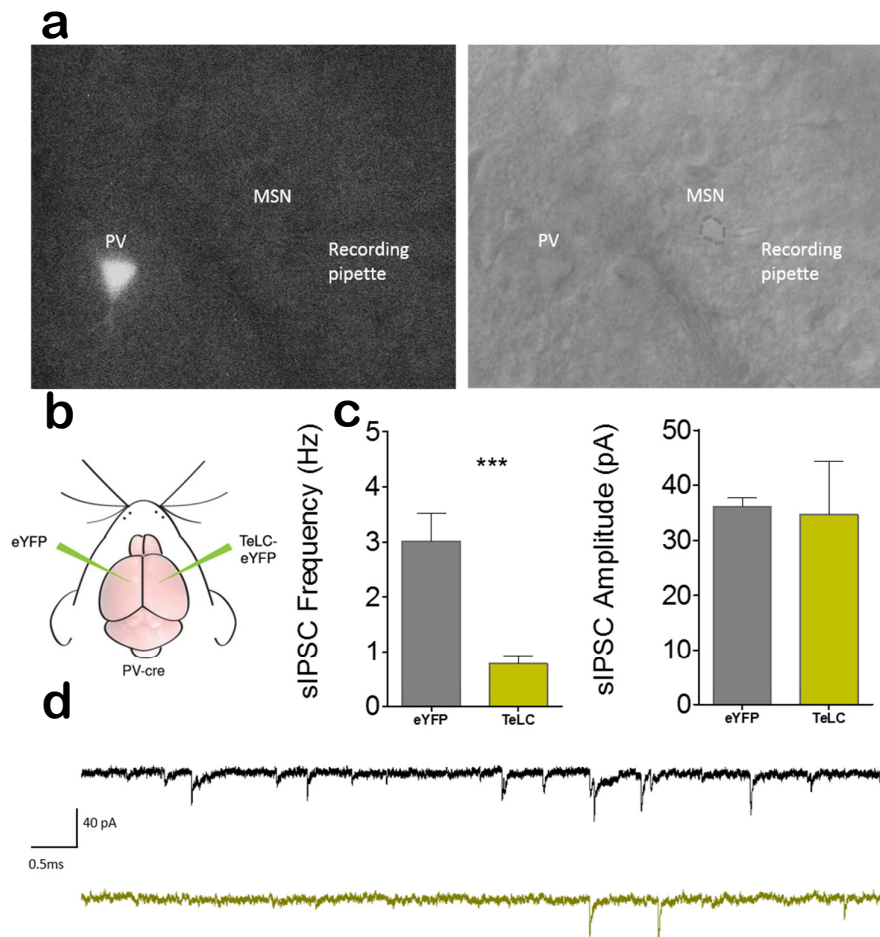 a
MSN
PV
Recording
pipette
MSN
PV
Recording
pipette
b
eYFP
TeLC-
eYFP
PV-cre
c
sIPSC Frequency (Hz)
5
4
3
2
1
0
***
eYFP
TeLC
sIPSC Amplitude (pA)
50
40
30
20
10
0
eYFP
TeLC
d
40 pA
0.5ms